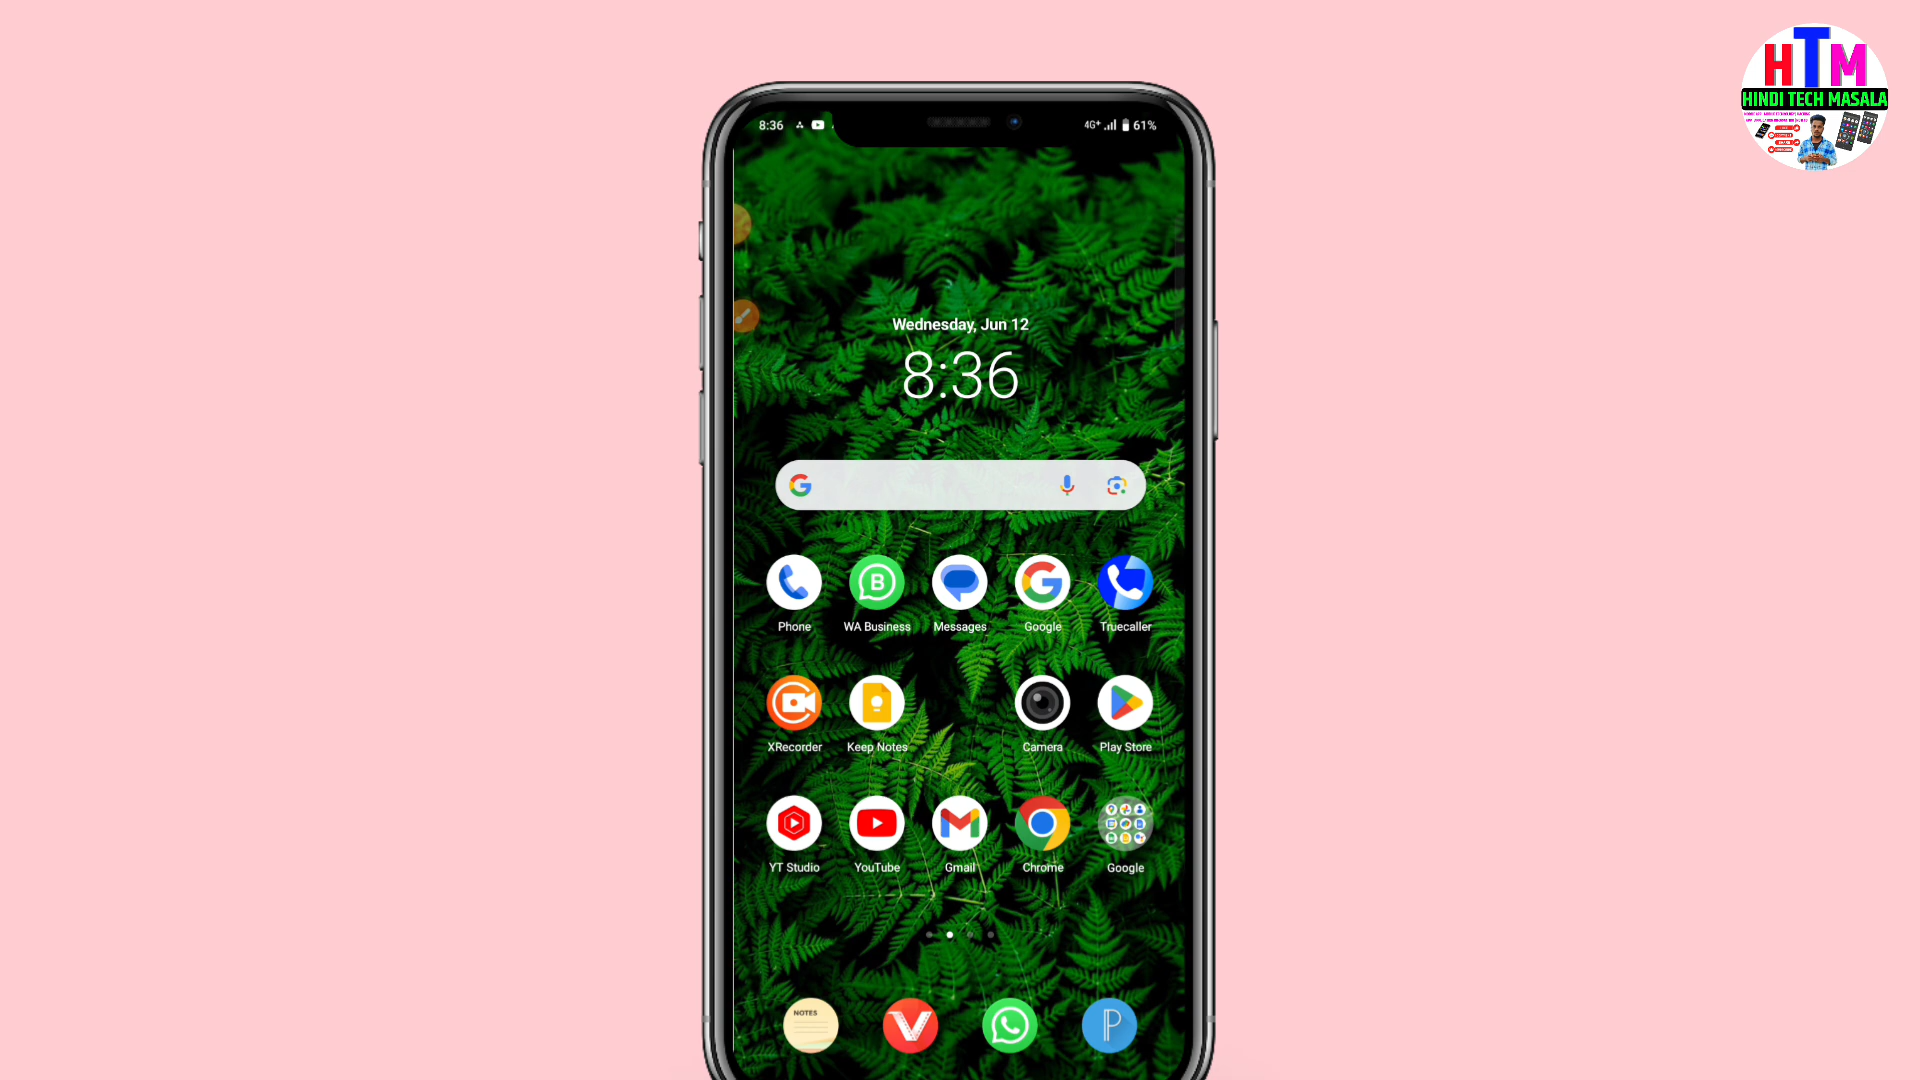 HTM
HINDI TECH MASALA
8:36
4G+ 61%
Wednesday, Jun 12
8:36
Phone WA Business Messages Google Truecaller
XRecorder Keep Notes Camera Play Store
YT Studio YouTube Gmail Chrome Google
NOTES